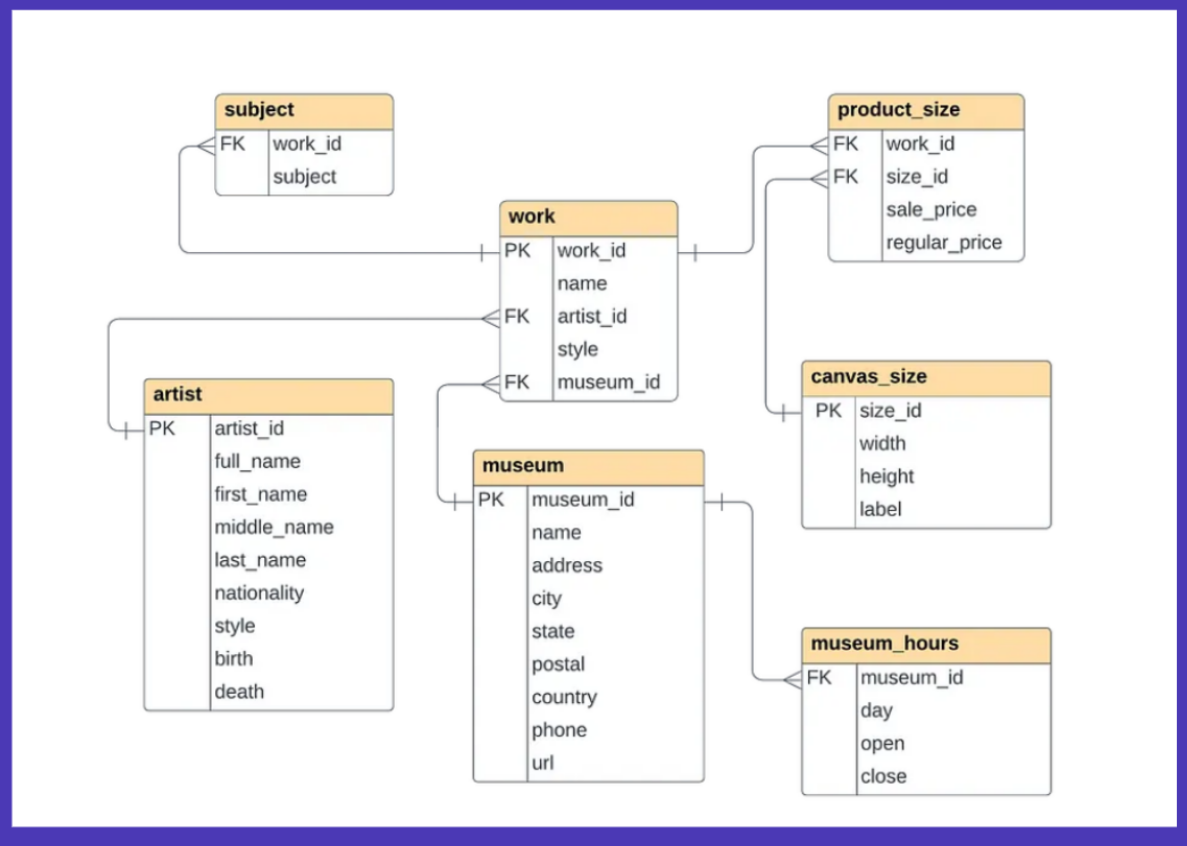 subject
FK work_id
subject
product_size
FK work_id
FK size_id
sale_price
regular_price
work
PK work_id
name
FK artist_id
style
FK museum_id
artist
PK artist_id
full_name
first_name
middle_name
last_name
nationality
style
birth
death
museum
PK museum_id
name
address
city
state
postal
country
phone
url
canvas_size
PK size_id
width
height
label
museum_hours
FK museum_id
day
open
close